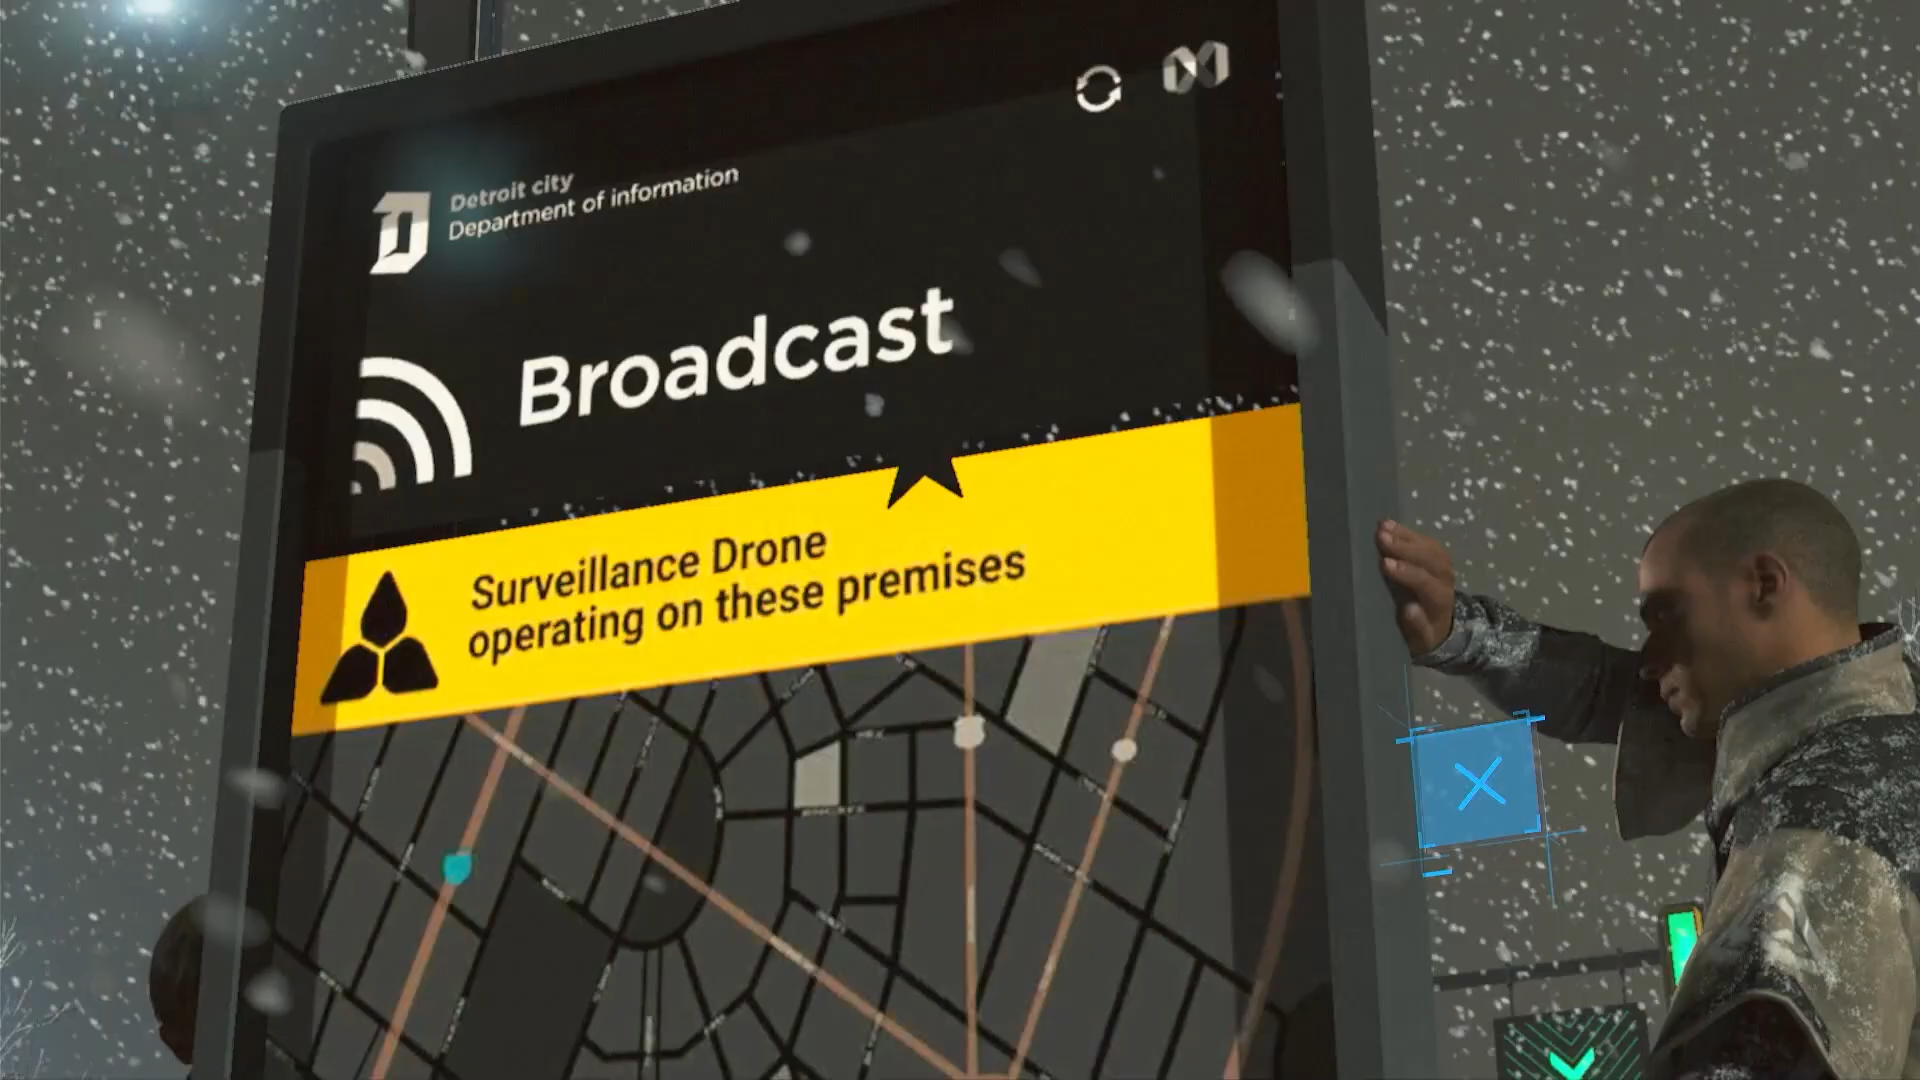 Detroit city
Department of information
Broadcast
Surveillance Drone
operating on these premises